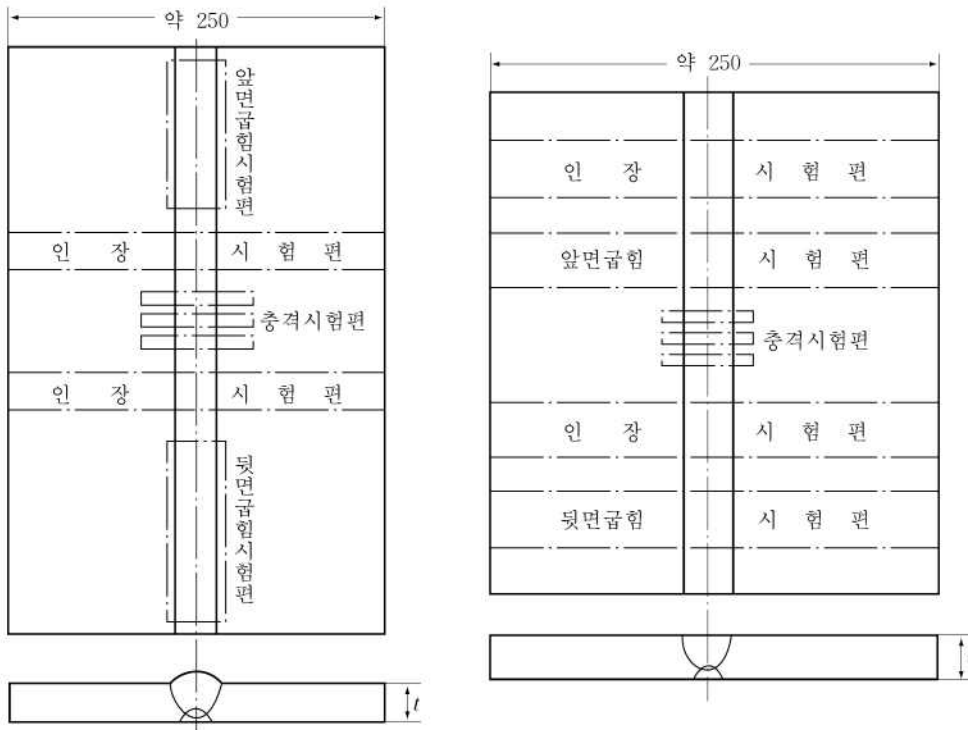 약 250
앞면굽힘시험편
인 장 시 험 편
충격시험편
인 장 시 험 편
뒷면굽힘시험편
t
약 250
인 장 시 험 편
앞면굽힘 시 험 편
충격시험편
인 장 시 험 편
뒷면굽힘 시 험 편